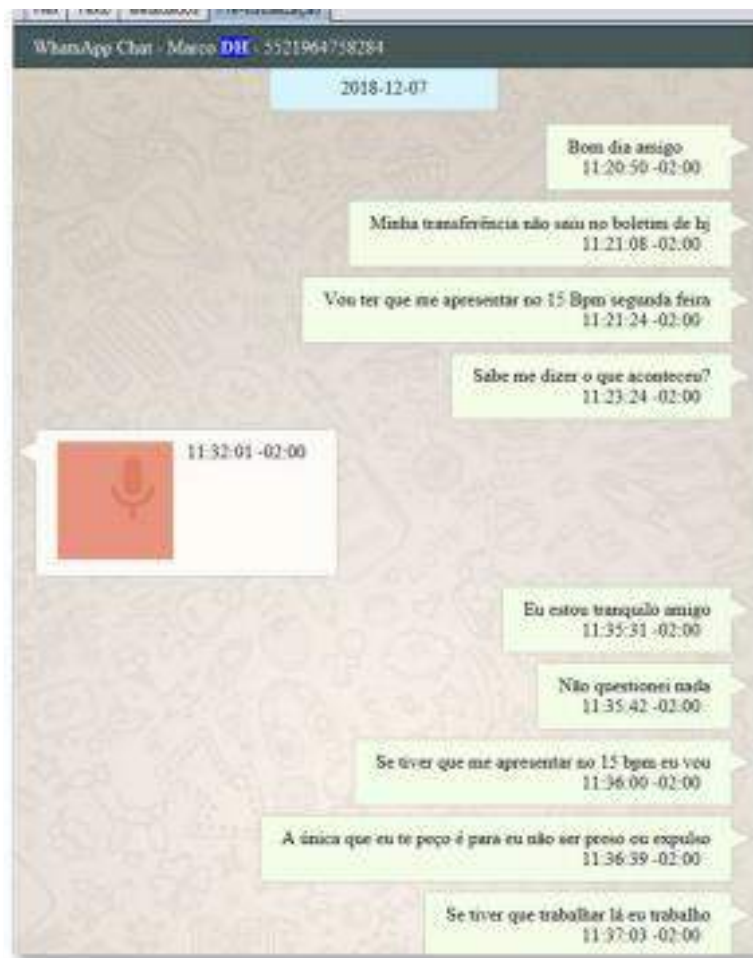 WhatsApp Chat - Marco DH - 5521964758284
2018-12-07
Bom dia amigo
11:20:50 -02:00
Minha transferência não saiu no boletim de hj
11:21:08 -02:00
Vou ter que me apresentar no 15 Bpm segunda feira
11:21:24 -02:00
Sabe me dizer o que aconteceu?
11:23:24 -02:00
11:32:01 -02:00
Eu estou tranquilo amigo
11:35:31 -02:00
Não questionei nada
11:35:42 -02:00
Se tiver que me apresentar no 15 bpm eu vou
11:36:00 -02:00
A única que eu te peço é para eu não ser preso ou expulso
11:36:39 -02:00
Se tiver que trabalhar lá eu trabalho
11:37:03 -02:00